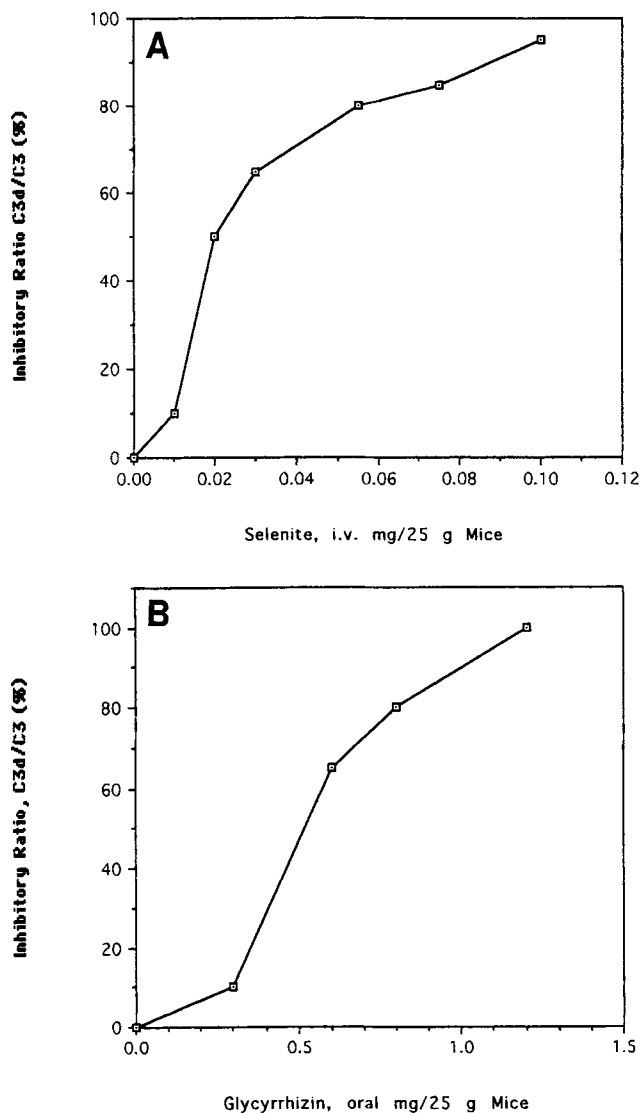 A
Inhibitory Ratio C3d/C3 (%)
100
80
60
40
20
0
0.00 0.02 0.04 0.06 0.08 0.10 0.12
Selenite, i.v. mg/25 g Mice
B
Inhibitory Ratio, C3d/C3 (%)
100
80
60
40
20
0
0.0 0.5 1.0 1.5
Glycyrrhizin, oral mg/25 g Mice